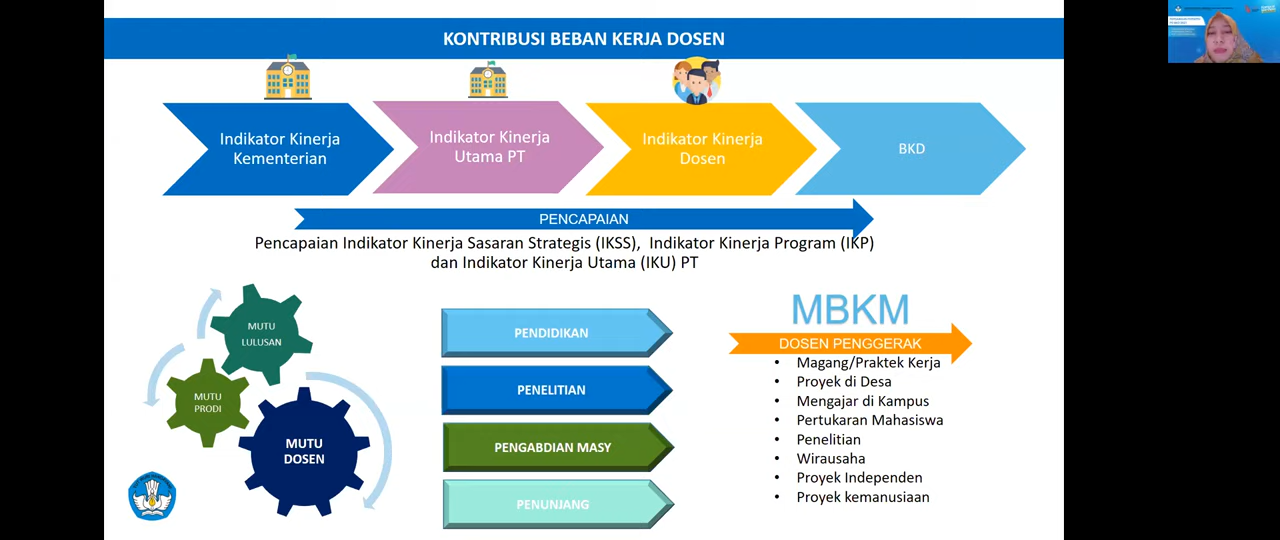 KONTRIBUSI BEBAN KERJA DOSEN
Indikator Kinerja
Kementerian
Indikator Kinerja
Utama PT
Indikator Kinerja
Dosen
BKD
PENCAPAIAN
Pencapaian Indikator Kinerja Sasaran Strategis (IKSS), Indikator Kinerja Program (IKP)
dan Indikator Kinerja Utama (IKU) PT
MUTU
LULUSAN
MUTU
PRODI
MUTU
DOSEN
PENDIDIKAN
PENELITIAN
PENGABDIAN MASY
PENUNJANG
MBKM
DOSEN PENGGERAK
• Magang/Praktek Kerja
• Proyek di Desa
• Mengajar di Kampus
• Pertukaran Mahasiswa
• Penelitian
• Wirausaha
• Proyek Independen
• Proyek kemanusiaan